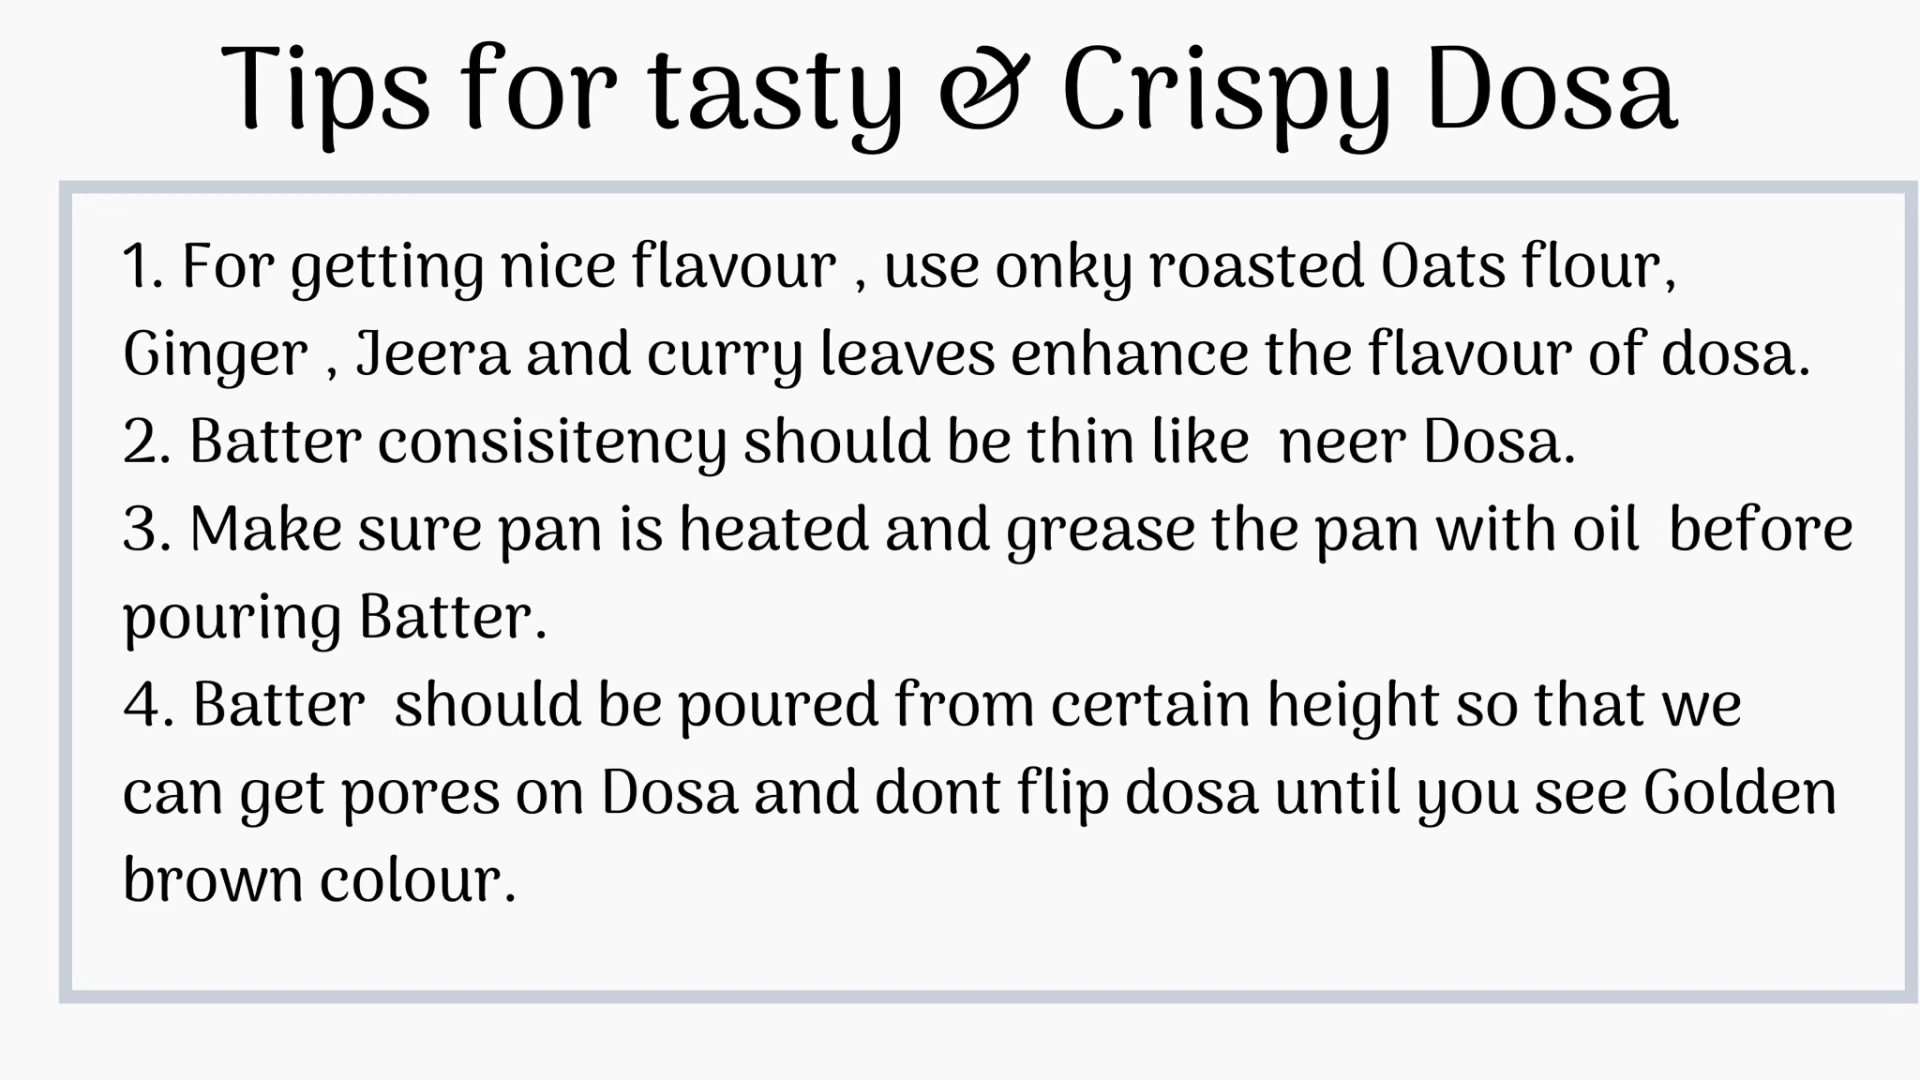 Tips for tasty & Crispy Dosa
1. For getting nice flavour , use onky roasted Oats flour,
Ginger , Jeera and curry leaves enhance the flavour of dosa.
2. Batter consisitency should be thin like  neer Dosa.
3. Make sure pan is heated and grease the pan with oil  before
pouring Batter.
4. Batter  should be poured from certain height so that we
can get pores on Dosa and dont flip dosa until you see Golden
brown colour.